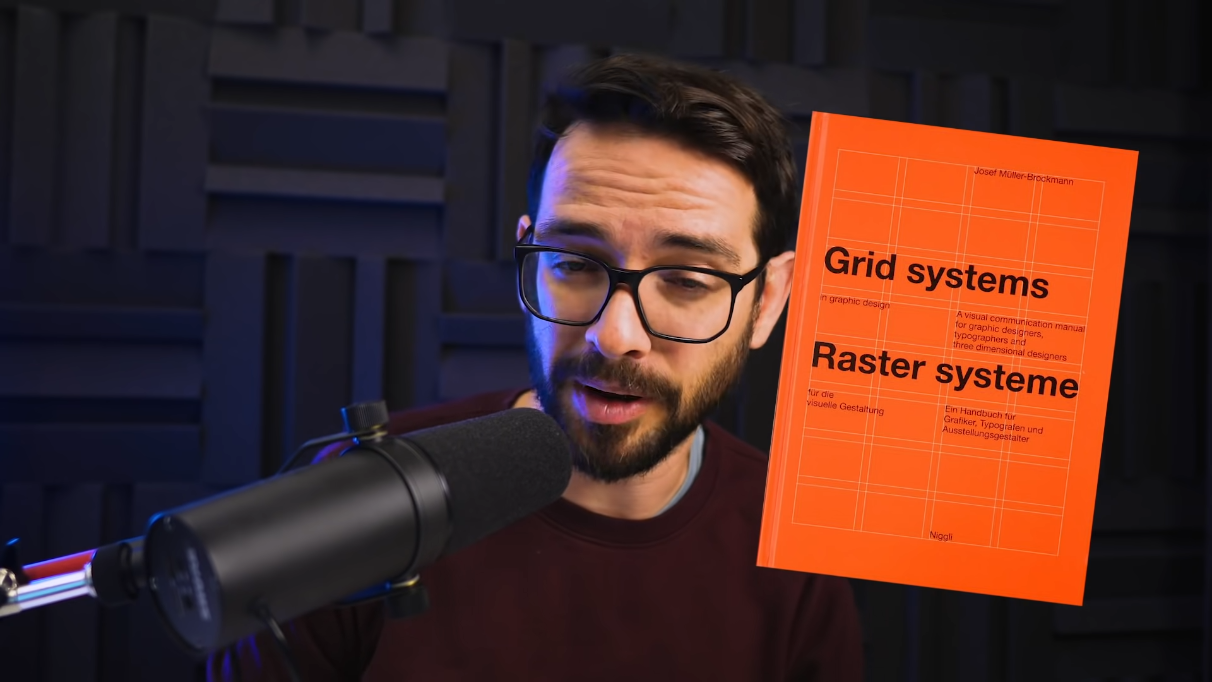 Josef Müller-Brockmann
Grid systems
in graphic design
A visual communication manual
for graphic designers,
typographers and
three dimensional designers
Raster systeme
für die
visuelle Gestaltung
Ein Handbuch für
Grafiker, Typografen und
Ausstellungsgestalter
Niggli